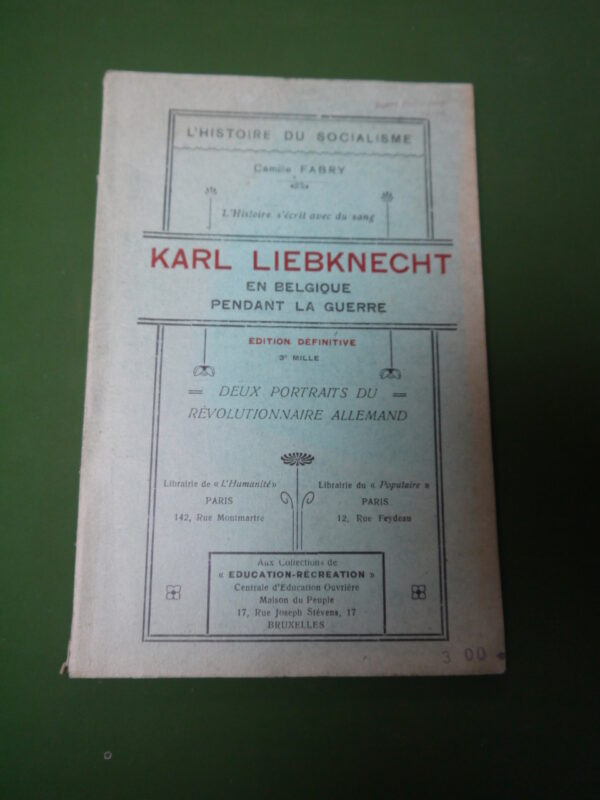 L'HISTOIRE DU SOCIALISME
Camille FABRY
L'Histoire s'écrit avec du sang
KARL LIEBKNECHT
EN BELGIQUE
PENDANT LA GUERRE
EDITION DÉFINITIVE
3e MILLE
DEUX PORTRAITS DU
RÉVOLUTIONNAIRE ALLEMAND
Librairie de « L'Humanité »
PARIS
142, Rue Montmartre
Librairie du « Populaire »
PARIS
12, Rue Feydeau
Aux Collections de
« EDUCATION-RÉCREATION »
Centrale d'Education Ouvrière
Maison du Peuple
17, Rue Joseph Stévens, 17
BRUXELLES
3 00